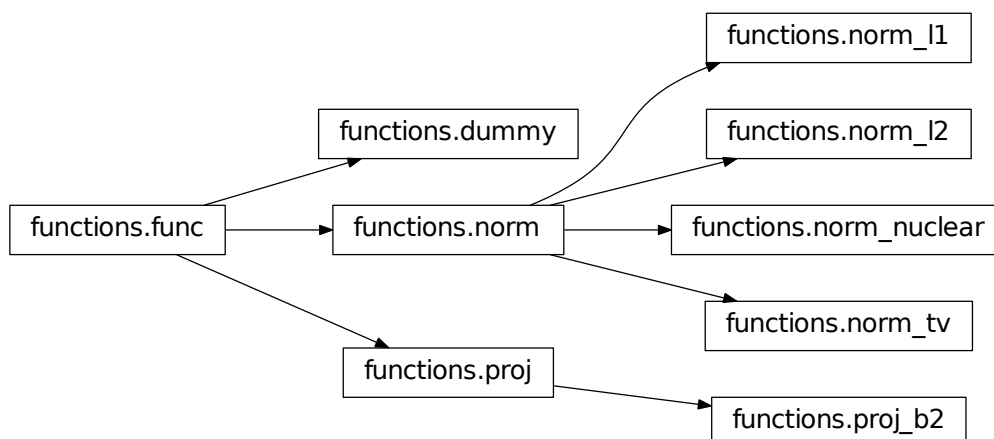 functions.norm_l1
functions.dummy
functions.norm_l2
functions.func
functions.norm
functions.norm_nuclear
functions.norm_tv
functions.proj
functions.proj_b2